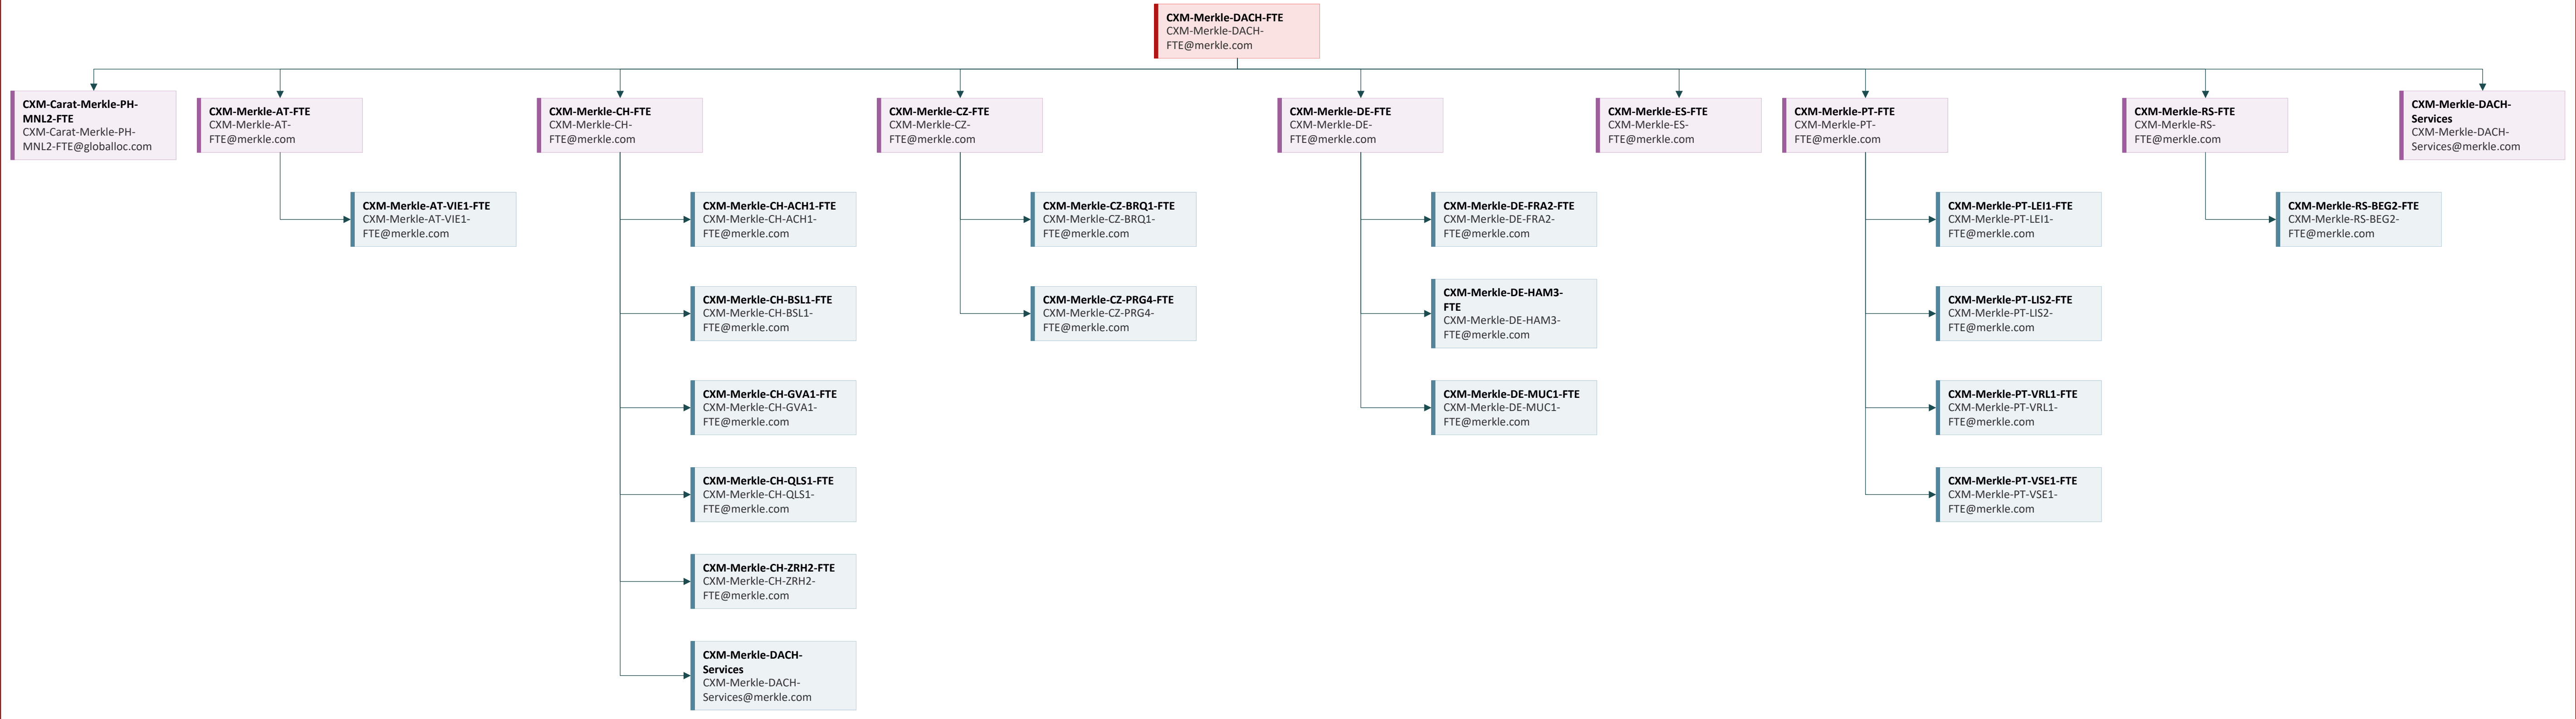 CXM-Merkle-DACH-FTE
CXM-Merkle-DACH-
FTE@merkle.com
CXM-Carat-Merkle-PH-
MNL2-FTE
CXM-Carat-Merkle-PH-
MNL2-FTE@globalloc.com
CXM-Merkle-AT-FTE
CXM-Merkle-AT-
FTE@merkle.com
CXM-Merkle-CH-FTE
CXM-Merkle-CH-
FTE@merkle.com
CXM-Merkle-CZ-FTE
CXM-Merkle-CZ-
FTE@merkle.com
CXM-Merkle-DE-FTE
CXM-Merkle-DE-
FTE@merkle.com
CXM-Merkle-ES-FTE
CXM-Merkle-ES-
FTE@merkle.com
CXM-Merkle-PT-FTE
CXM-Merkle-PT-
FTE@merkle.com
CXM-Merkle-RS-FTE
CXM-Merkle-RS-
FTE@merkle.com
CXM-Merkle-DACH-
Services
CXM-Merkle-DACH-
Services@merkle.com
CXM-Merkle-AT-VIE1-FTE
CXM-Merkle-AT-VIE1-
FTE@merkle.com
CXM-Merkle-CH-ACH1-FTE
CXM-Merkle-CH-ACH1-
FTE@merkle.com
CXM-Merkle-CH-BSL1-FTE
CXM-Merkle-CH-BSL1-
FTE@merkle.com
CXM-Merkle-CH-GVA1-FTE
CXM-Merkle-CH-GVA1-
FTE@merkle.com
CXM-Merkle-CH-QLS1-FTE
CXM-Merkle-CH-QLS1-
FTE@merkle.com
CXM-Merkle-CH-ZRH2-FTE
CXM-Merkle-CH-ZRH2-
FTE@merkle.com
CXM-Merkle-DACH-
Services
CXM-Merkle-DACH-
Services@merkle.com
CXM-Merkle-CZ-BRQ1-FTE
CXM-Merkle-CZ-BRQ1-
FTE@merkle.com
CXM-Merkle-CZ-PRG4-FTE
CXM-Merkle-CZ-PRG4-
FTE@merkle.com
CXM-Merkle-DE-FRA2-FTE
CXM-Merkle-DE-FRA2-
FTE@merkle.com
CXM-Merkle-DE-HAM3-
FTE
CXM-Merkle-DE-HAM3-
FTE@merkle.com
CXM-Merkle-DE-MUC1-FTE
CXM-Merkle-DE-MUC1-
FTE@merkle.com
CXM-Merkle-PT-LEI1-FTE
CXM-Merkle-PT-LEI1-
FTE@merkle.com
CXM-Merkle-PT-LIS2-FTE
CXM-Merkle-PT-LIS2-
FTE@merkle.com
CXM-Merkle-PT-VRL1-FTE
CXM-Merkle-PT-VRL1-
FTE@merkle.com
CXM-Merkle-PT-VSE1-FTE
CXM-Merkle-PT-VSE1-
FTE@merkle.com
CXM-Merkle-RS-BEG2-FTE
CXM-Merkle-RS-BEG2-
FTE@merkle.com